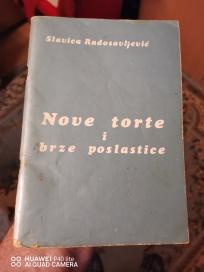 Slavica Radosavljević
Nove torte
i
brze poslastice
HUAWEI P40 lite
AI QUAD CAMERA